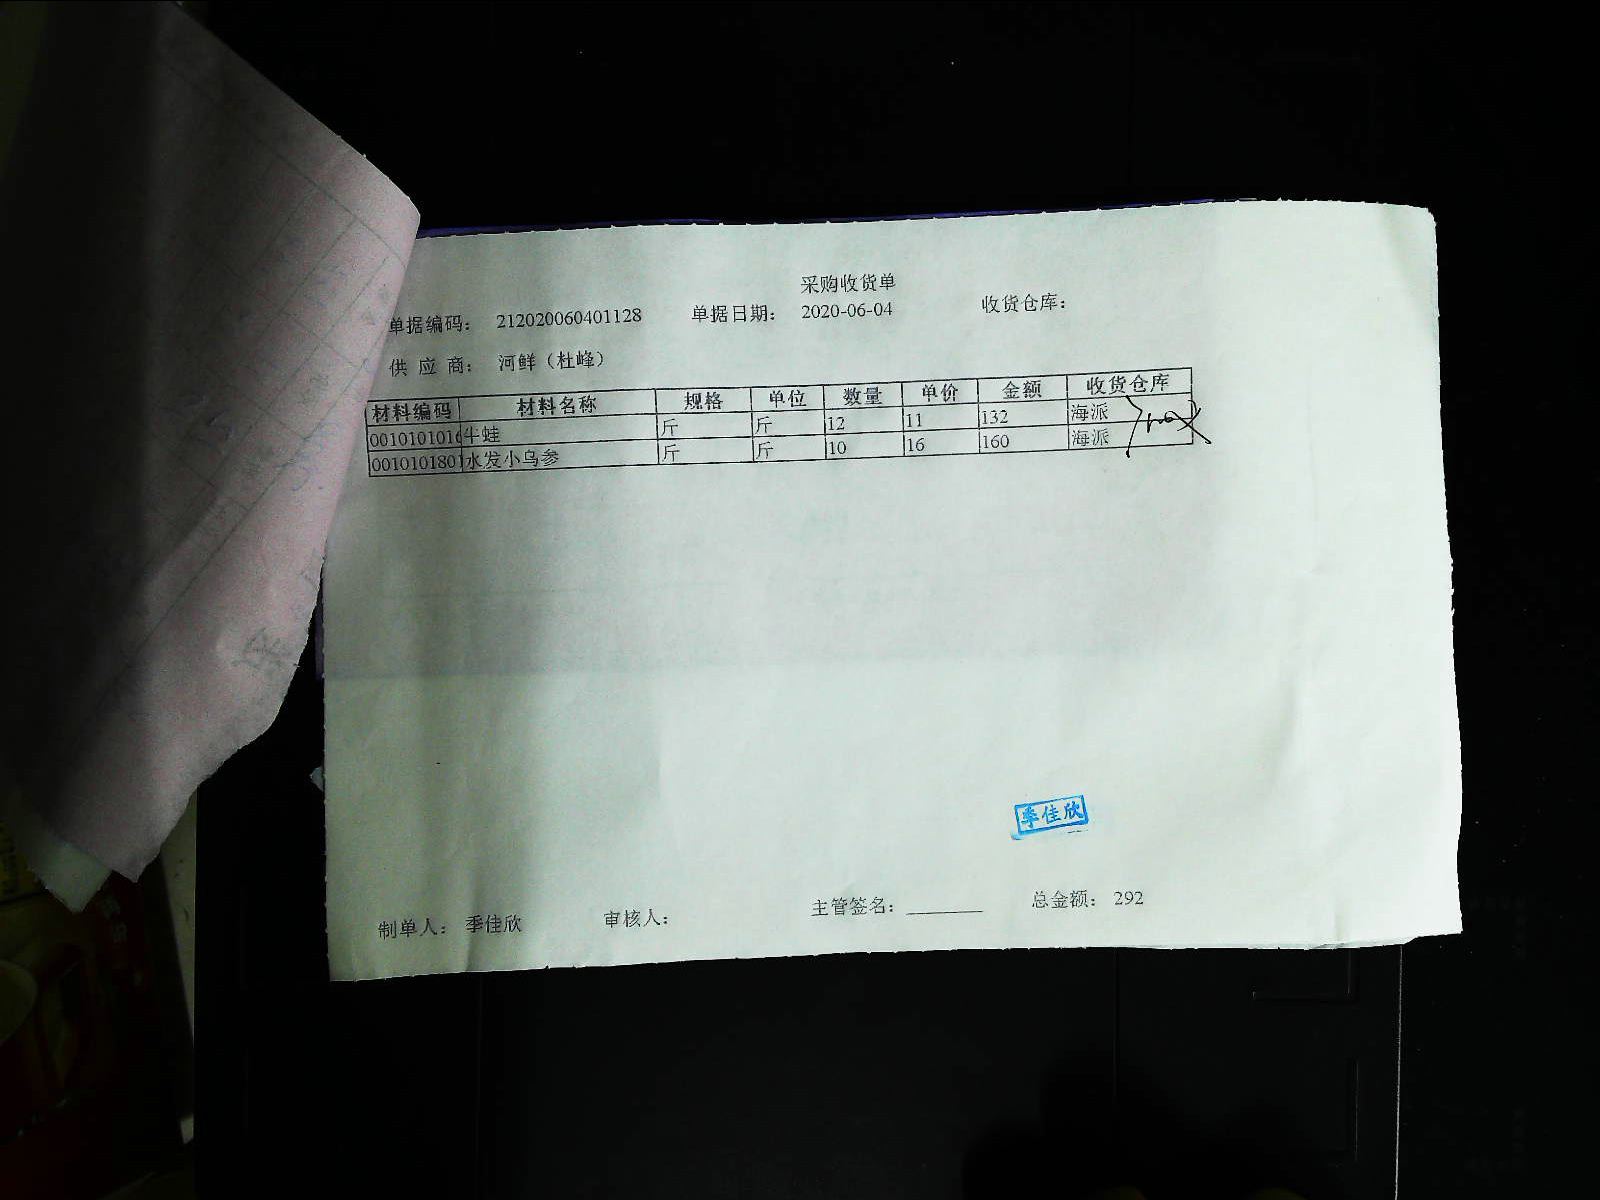 采购收货单
单据编码: 212020060401128 单据日期: 2020-06-04 收货仓库:
供应商: 河鲜（杜峰）
材料编码 材料名称 规格 单位 数量 单价 金额 收货仓库
0010101016 牛蛙 斤 斤 12 11 132 海派
0010101801 水发小乌参 斤 斤 10 16 160 海派
季佳欣
制单人: 季佳欣 审核人: 主管签名: ________ 总金额: 292